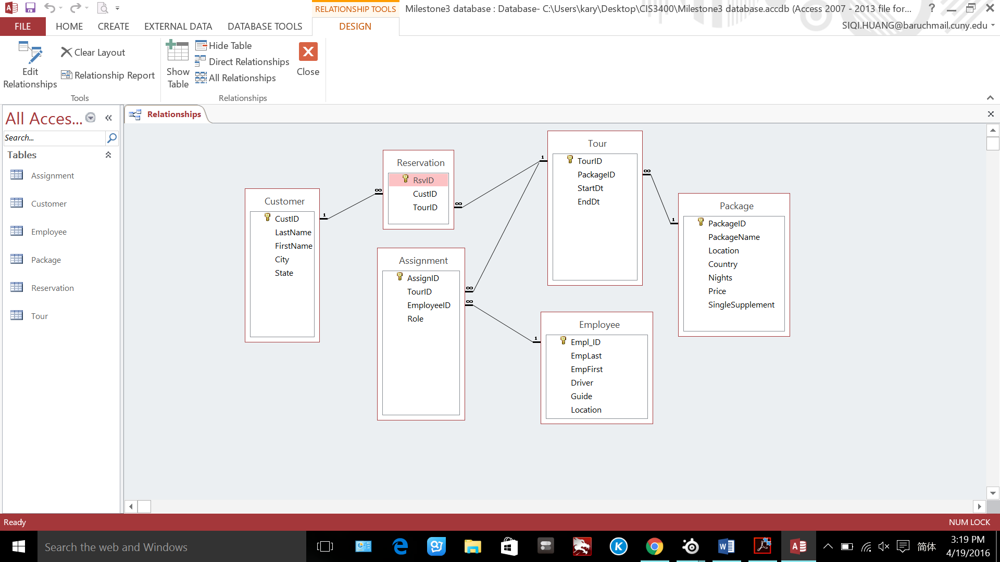 RELATIONSHIP TOOLS
Milestone3 database : Database- C:\Users\kary\Desktop\CIS3400\Milestone3 database.accdb (Access 2007 - 2013 file for...
?
FILE
HOME
CREATE
EXTERNAL DATA
DATABASE TOOLS
DESIGN
SIQI.HUANG@baruchmail.cuny.edu
Edit
Relationships
Clear Layout
Relationship Report
Tools
Show
Table
Hide Table
Direct Relationships
All Relationships
Close
Relationships
All Acces...
Search...
Tables
Assignment
Customer
Employee
Package
Reservation
Tour
Relationships
Customer
CustID
LastName
FirstName
City
State
1
∞
Reservation
RsvID
CustID
TourID
∞
1
Assignment
AssignID
TourID
EmployeeID
Role
∞
∞
1
Tour
TourID
PackageID
StartDt
EndDt
∞
1
Employee
Empl_ID
EmpLast
EmpFirst
Driver
Guide
Location
Package
PackageID
PackageName
Location
Country
Nights
Price
SingleSupplement
Ready
NUM LOCK
Search the web and Windows
简体
3:19 PM
4/19/2016